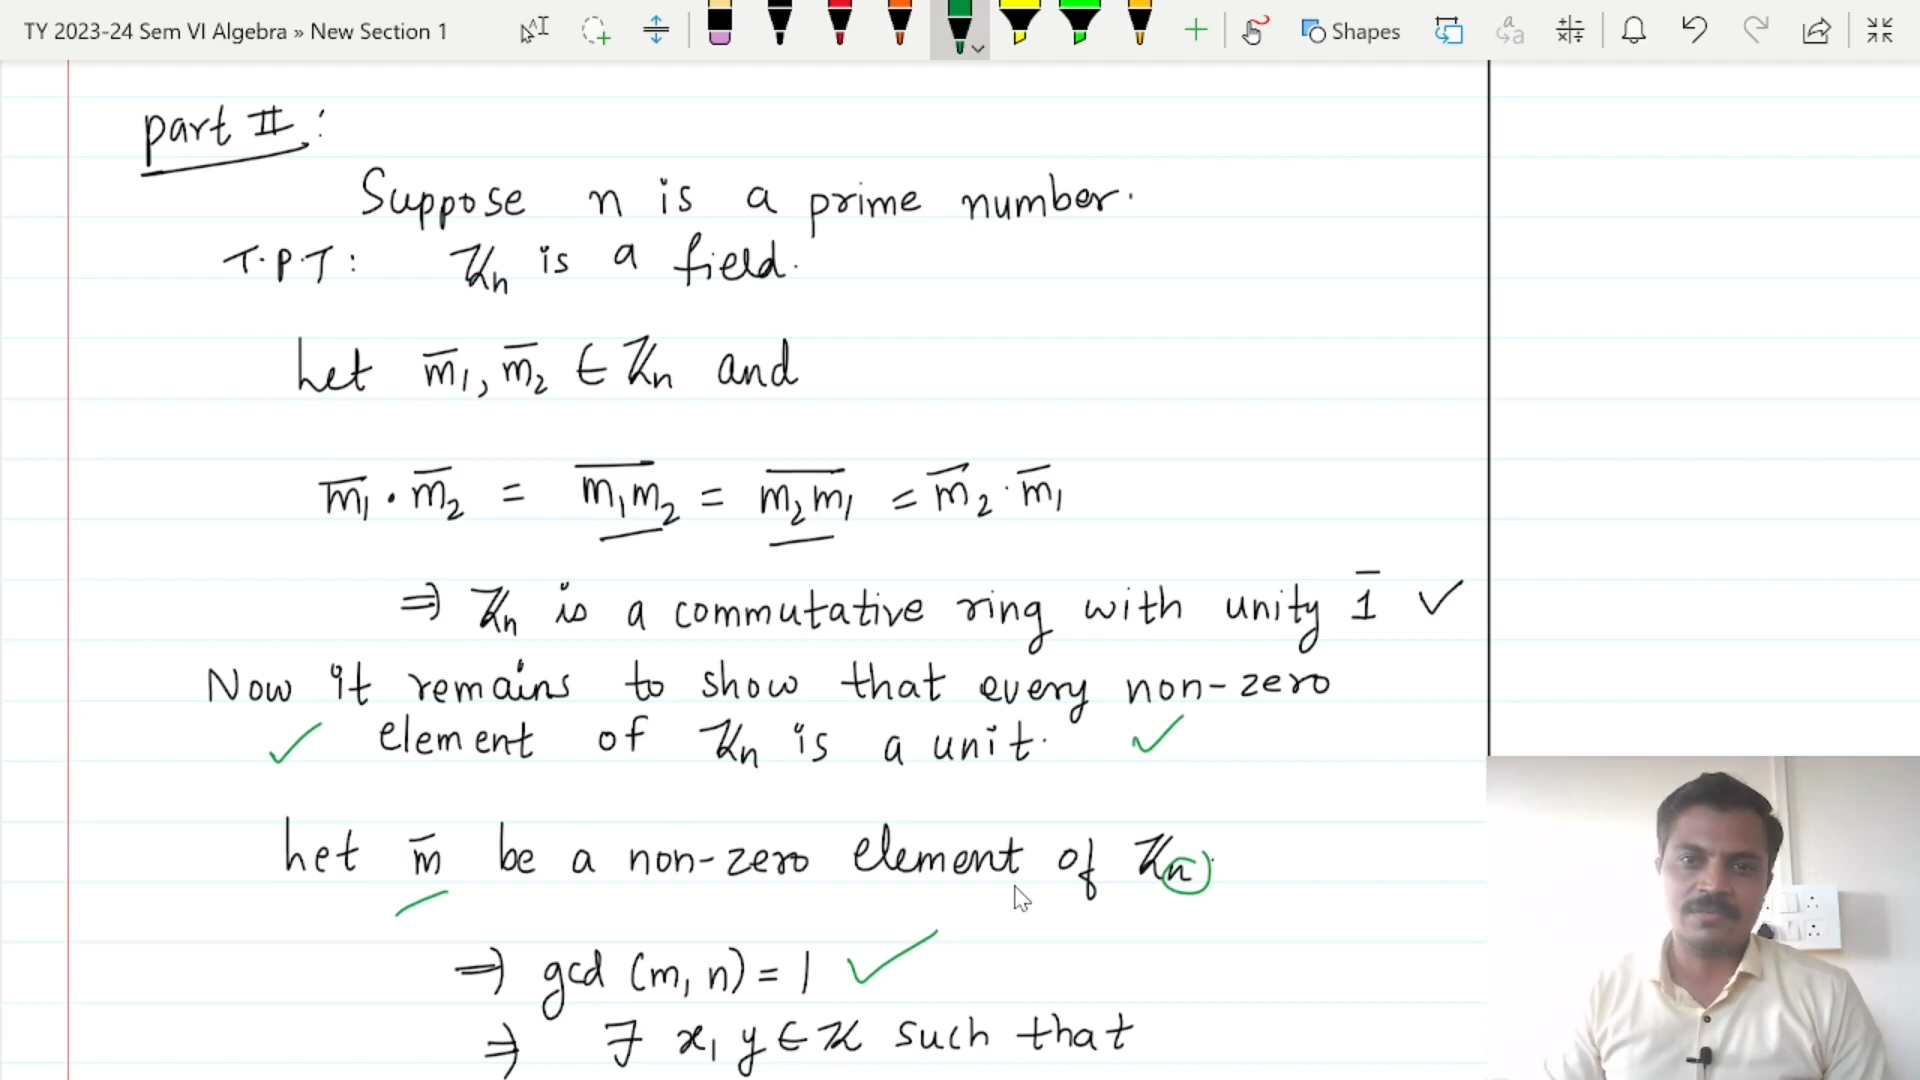 TY 2023-24 Sem VI Algebra » New Section 1
Shapes
part II :
Suppose n is a prime number.
T.P.T : ℤn is a field.
Let m̅₁, m̅₂ ∈ ℤn and
m̅₁ · m̅₂ = \overline{m₁m₂} = \overline{m₂m₁} = m̅₂ · m̅₁
⇒ ℤn is a commutative ring with unity 1̅ ✓
Now it remains to show that every non-zero
✓ element of ℤn is a unit. ✓
Let m̅ be a non-zero element of ℤn.
⇒ gcd (m, n) = 1 ✓
⇒ ∃ x, y ∈ ℤ such that